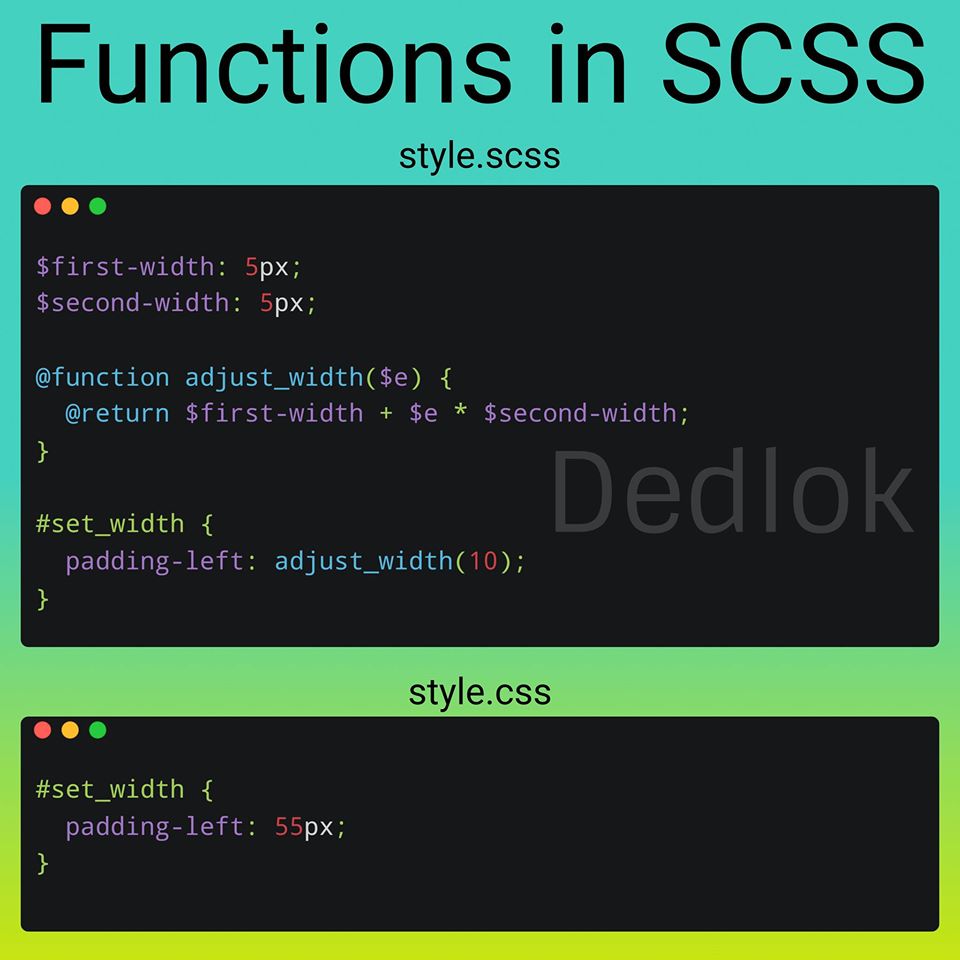 Functions in SCSS
style.scss
$first-width: 5px;
$second-width: 5px;
@function adjust_width($e) {
  @return $first-width + $e * $second-width;
}
Dedlok
#set_width {
  padding-left: adjust_width(10);
}
style.css
#set_width {
  padding-left: 55px;
}